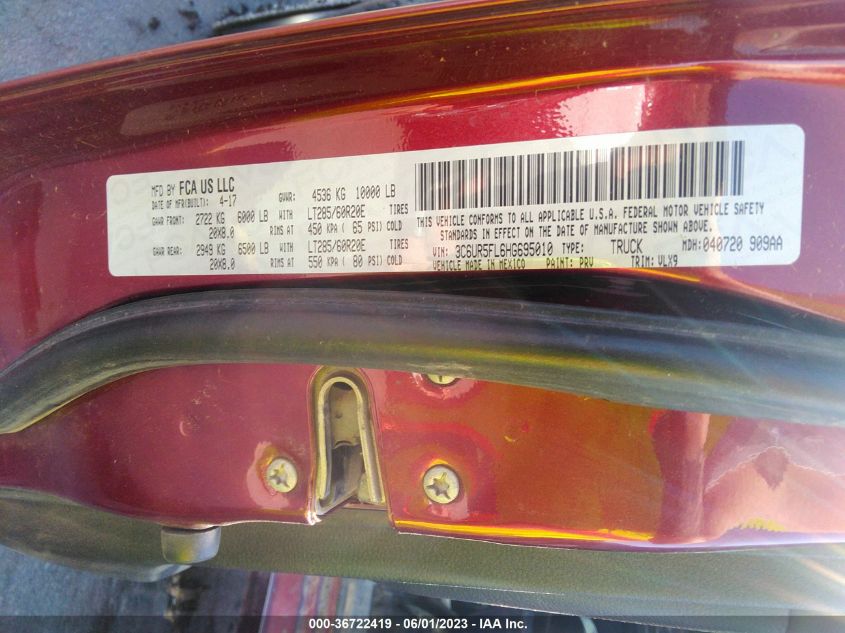 MFD BY FCA US LLC
DATE OF MFR(BUILT): 4-17
GVWR: 4536 KG 10000 LB
GAWR FRONT: 2722 KG 6000 LB WITH LT285/60R20E TIRES
20X8.0 RIMS AT 450 KPA ( 65 PSI) COLD
GAWR REAR: 2949 KG 6500 LB WITH LT285/60R20E TIRES
20X8.0 RIMS AT 550 KPA ( 80 PSI) COLD
THIS VEHICLE CONFORMS TO ALL APPLICABLE U.S.A. FEDERAL MOTOR VEHICLE SAFETY
STANDARDS IN EFFECT ON THE DATE OF MANUFACTURE SHOWN ABOVE.
VIN: 3C6UR5FL6HG695010 TYPE: TRUCK MDH: 040720 909AA
VEHICLE MADE IN MEXICO PAINT: PRV TRIM: VLX9
000-36722419 - 06/01/2023 - IAA Inc.